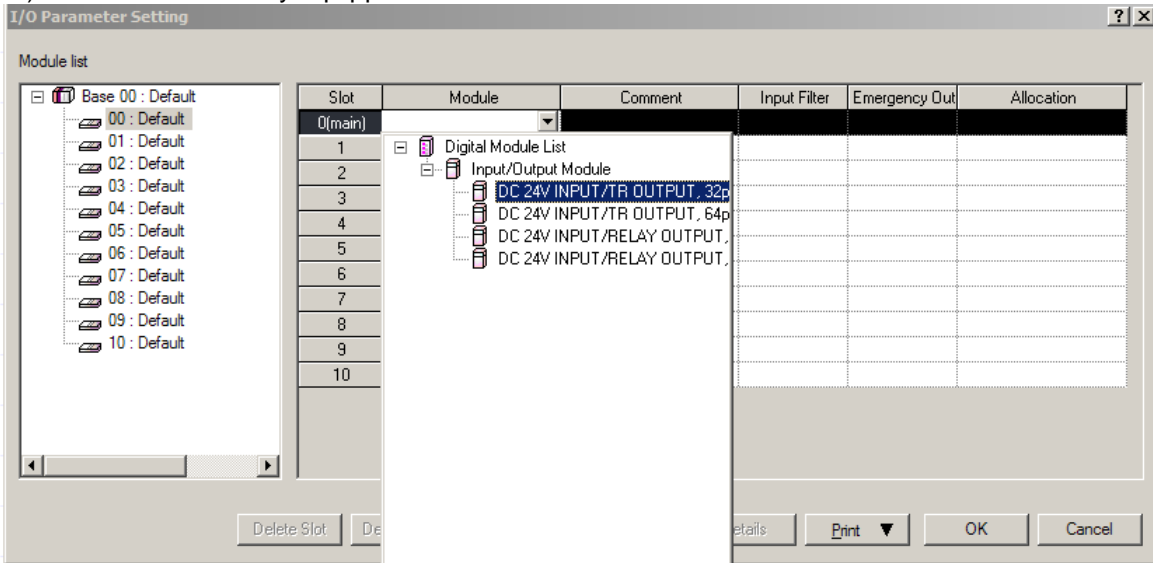 I/O Parameter Setting
Module list
Base 00 : Default
00 : Default
01 : Default
02 : Default
03 : Default
04 : Default
05 : Default
06 : Default
07 : Default
08 : Default
09 : Default
10 : Default
Slot Module Comment Input Filter Emergency Out Allocation
0(main)
1
2
3
4
5
6
7
8
9
10
Digital Module List
Input/Output Module
DC 24V INPUT/TR OUTPUT, 32p
DC 24V INPUT/TR OUTPUT, 64p
DC 24V INPUT/RELAY OUTPUT,
DC 24V INPUT/RELAY OUTPUT,
Delete Slot De etails Print ▼ OK Cancel